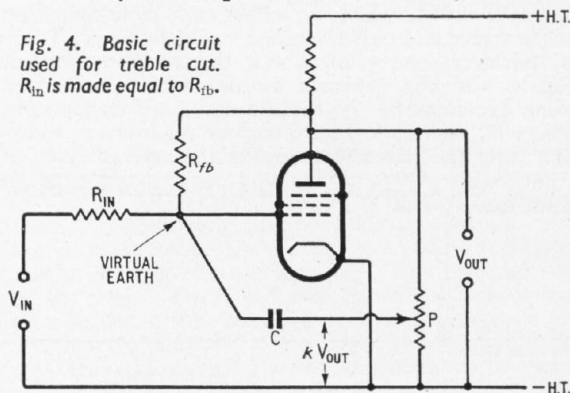 +H.T.
Fig. 4. Basic circuit
used for treble cut.
Rin is made equal to Rfb.
Rfb
RIN
VIRTUAL
EARTH
VIN
VOUT
C
k VOUT
P
−H.T.